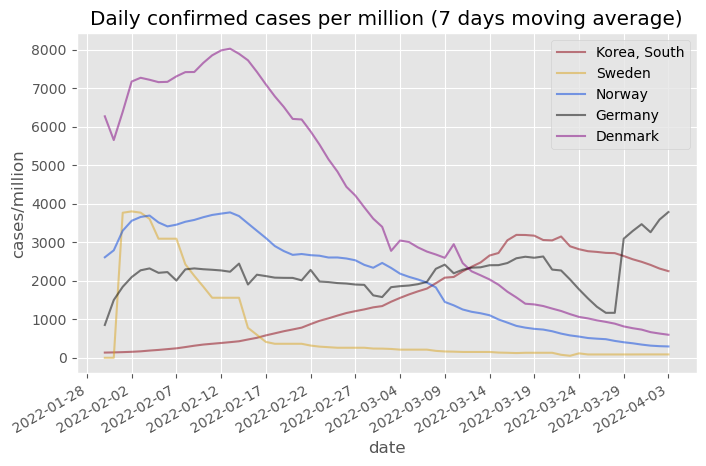 Daily confirmed cases per million (7 days moving average)
8000
7000
6000
5000
4000
3000
2000
1000
0
cases/million
Korea, South
Sweden
Norway
Germany
Denmark
2022-01-28
2022-02-02
2022-02-07
2022-02-12
2022-02-17
2022-02-22
2022-02-27
2022-03-04
2022-03-09
2022-03-14
2022-03-19
2022-03-24
2022-03-29
2022-04-03
date